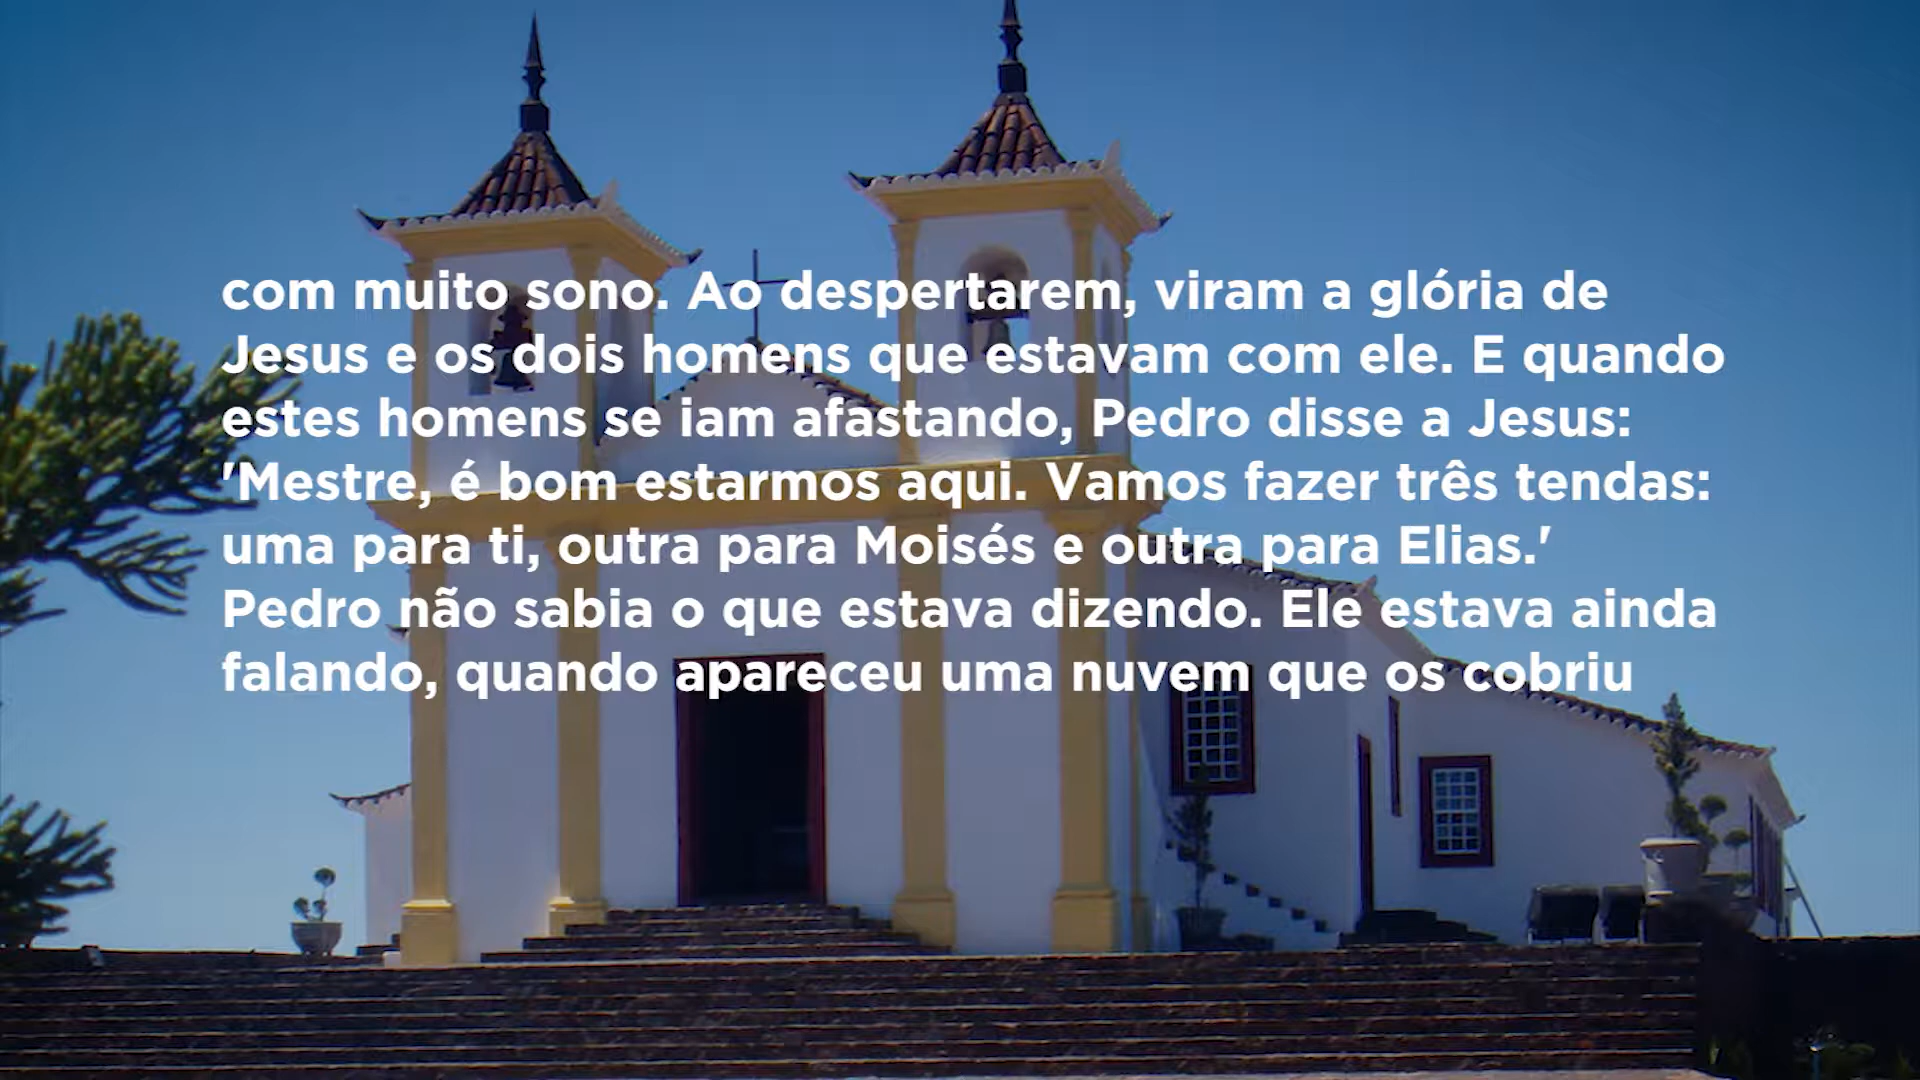 com muito sono. Ao despertarem, viram a glória de
Jesus e os dois homens que estavam com ele. E quando
estes homens se iam afastando, Pedro disse a Jesus:
'Mestre, é bom estarmos aqui. Vamos fazer três tendas:
uma para ti, outra para Moisés e outra para Elias.'
Pedro não sabia o que estava dizendo. Ele estava ainda
falando, quando apareceu uma nuvem que os cobriu